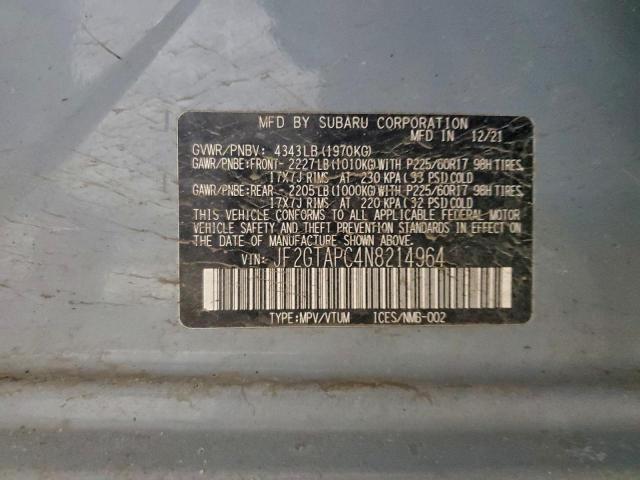 MFD BY SUBARU CORPORATION
MFD IN 12/21
GVWR/PNBV: 4343LB(1970KG)
GAWR/PNBE:FRONT- 2227LB(1010KG)WITH P225/60R17 98H TIRES,
17X7J RIMS AT 230 KPA (33 PSI)COLD
GAWR/PNBE:REAR - 2205LB(1000KG)WITH P225/60R17 98H TIRES,
17X7J RIMS AT 220 KPA (32 PSI)COLD
THIS VEHICLE CONFORMS TO ALL APPLICABLE FEDERAL MOTOR
VEHICLE SAFETY AND THEFT PREVENTION STANDARDS IN EFFECT
ON THE DATE OF MANUFACTURE SHOWN ABOVE.
VIN: JF2GTAPC4N8214964
TYPE:MPV/VTUM ICES/NMB-002